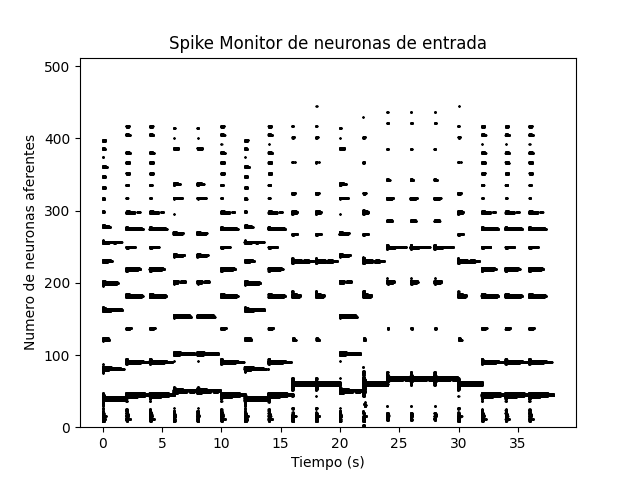 Spike Monitor de neuronas de entrada
Numero de neuronas aferentes
500
400
300
200
100
0
0 5 10 15 20 25 30 35
Tiempo (s)